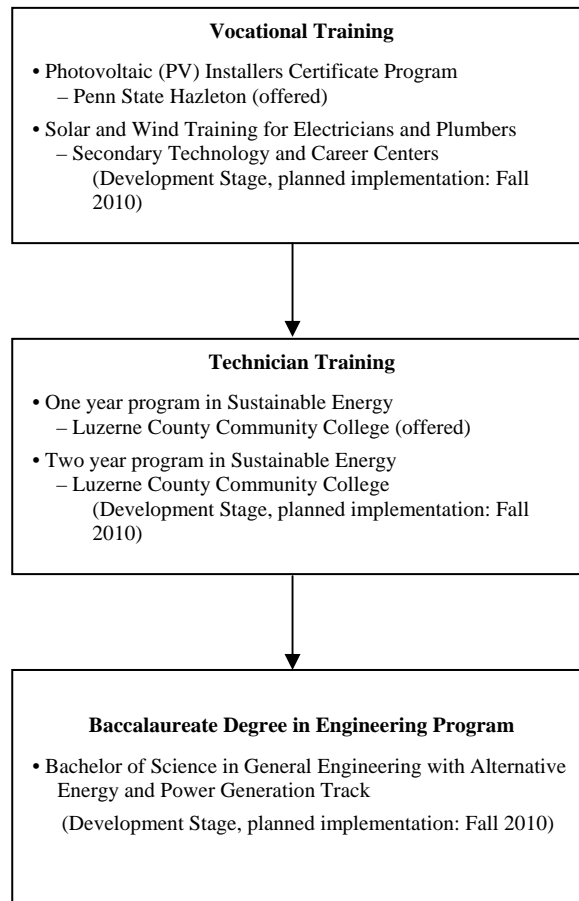 Vocational Training
• Photovoltaic (PV) Installers Certificate Program
– Penn State Hazleton (offered)
• Solar and Wind Training for Electricians and Plumbers
– Secondary Technology and Career Centers
(Development Stage, planned implementation: Fall
2010)
Technician Training
• One year program in Sustainable Energy
– Luzerne County Community College (offered)
• Two year program in Sustainable Energy
– Luzerne County Community College
(Development Stage, planned implementation: Fall
2010)
Baccalaureate Degree in Engineering Program
• Bachelor of Science in General Engineering with Alternative
Energy and Power Generation Track
(Development Stage, planned implementation: Fall 2010)